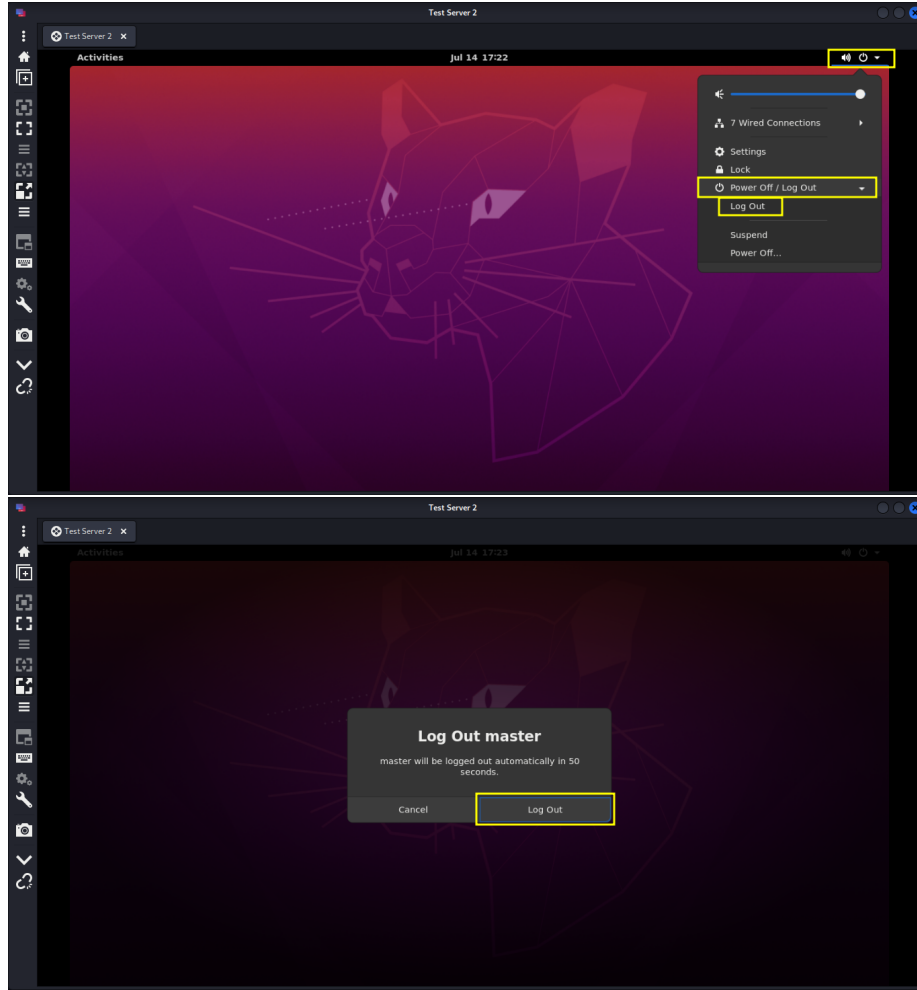 Test Server 2
Test Server 2
Activities
Jul 14 17:22
7 Wired Connections
Settings
Lock
Power Off / Log Out
Log Out
Suspend
Power Off...
Test Server 2
Test Server 2
Activities
Jul 14 17:23
Log Out master
master will be logged out automatically in 50
seconds.
Cancel
Log Out